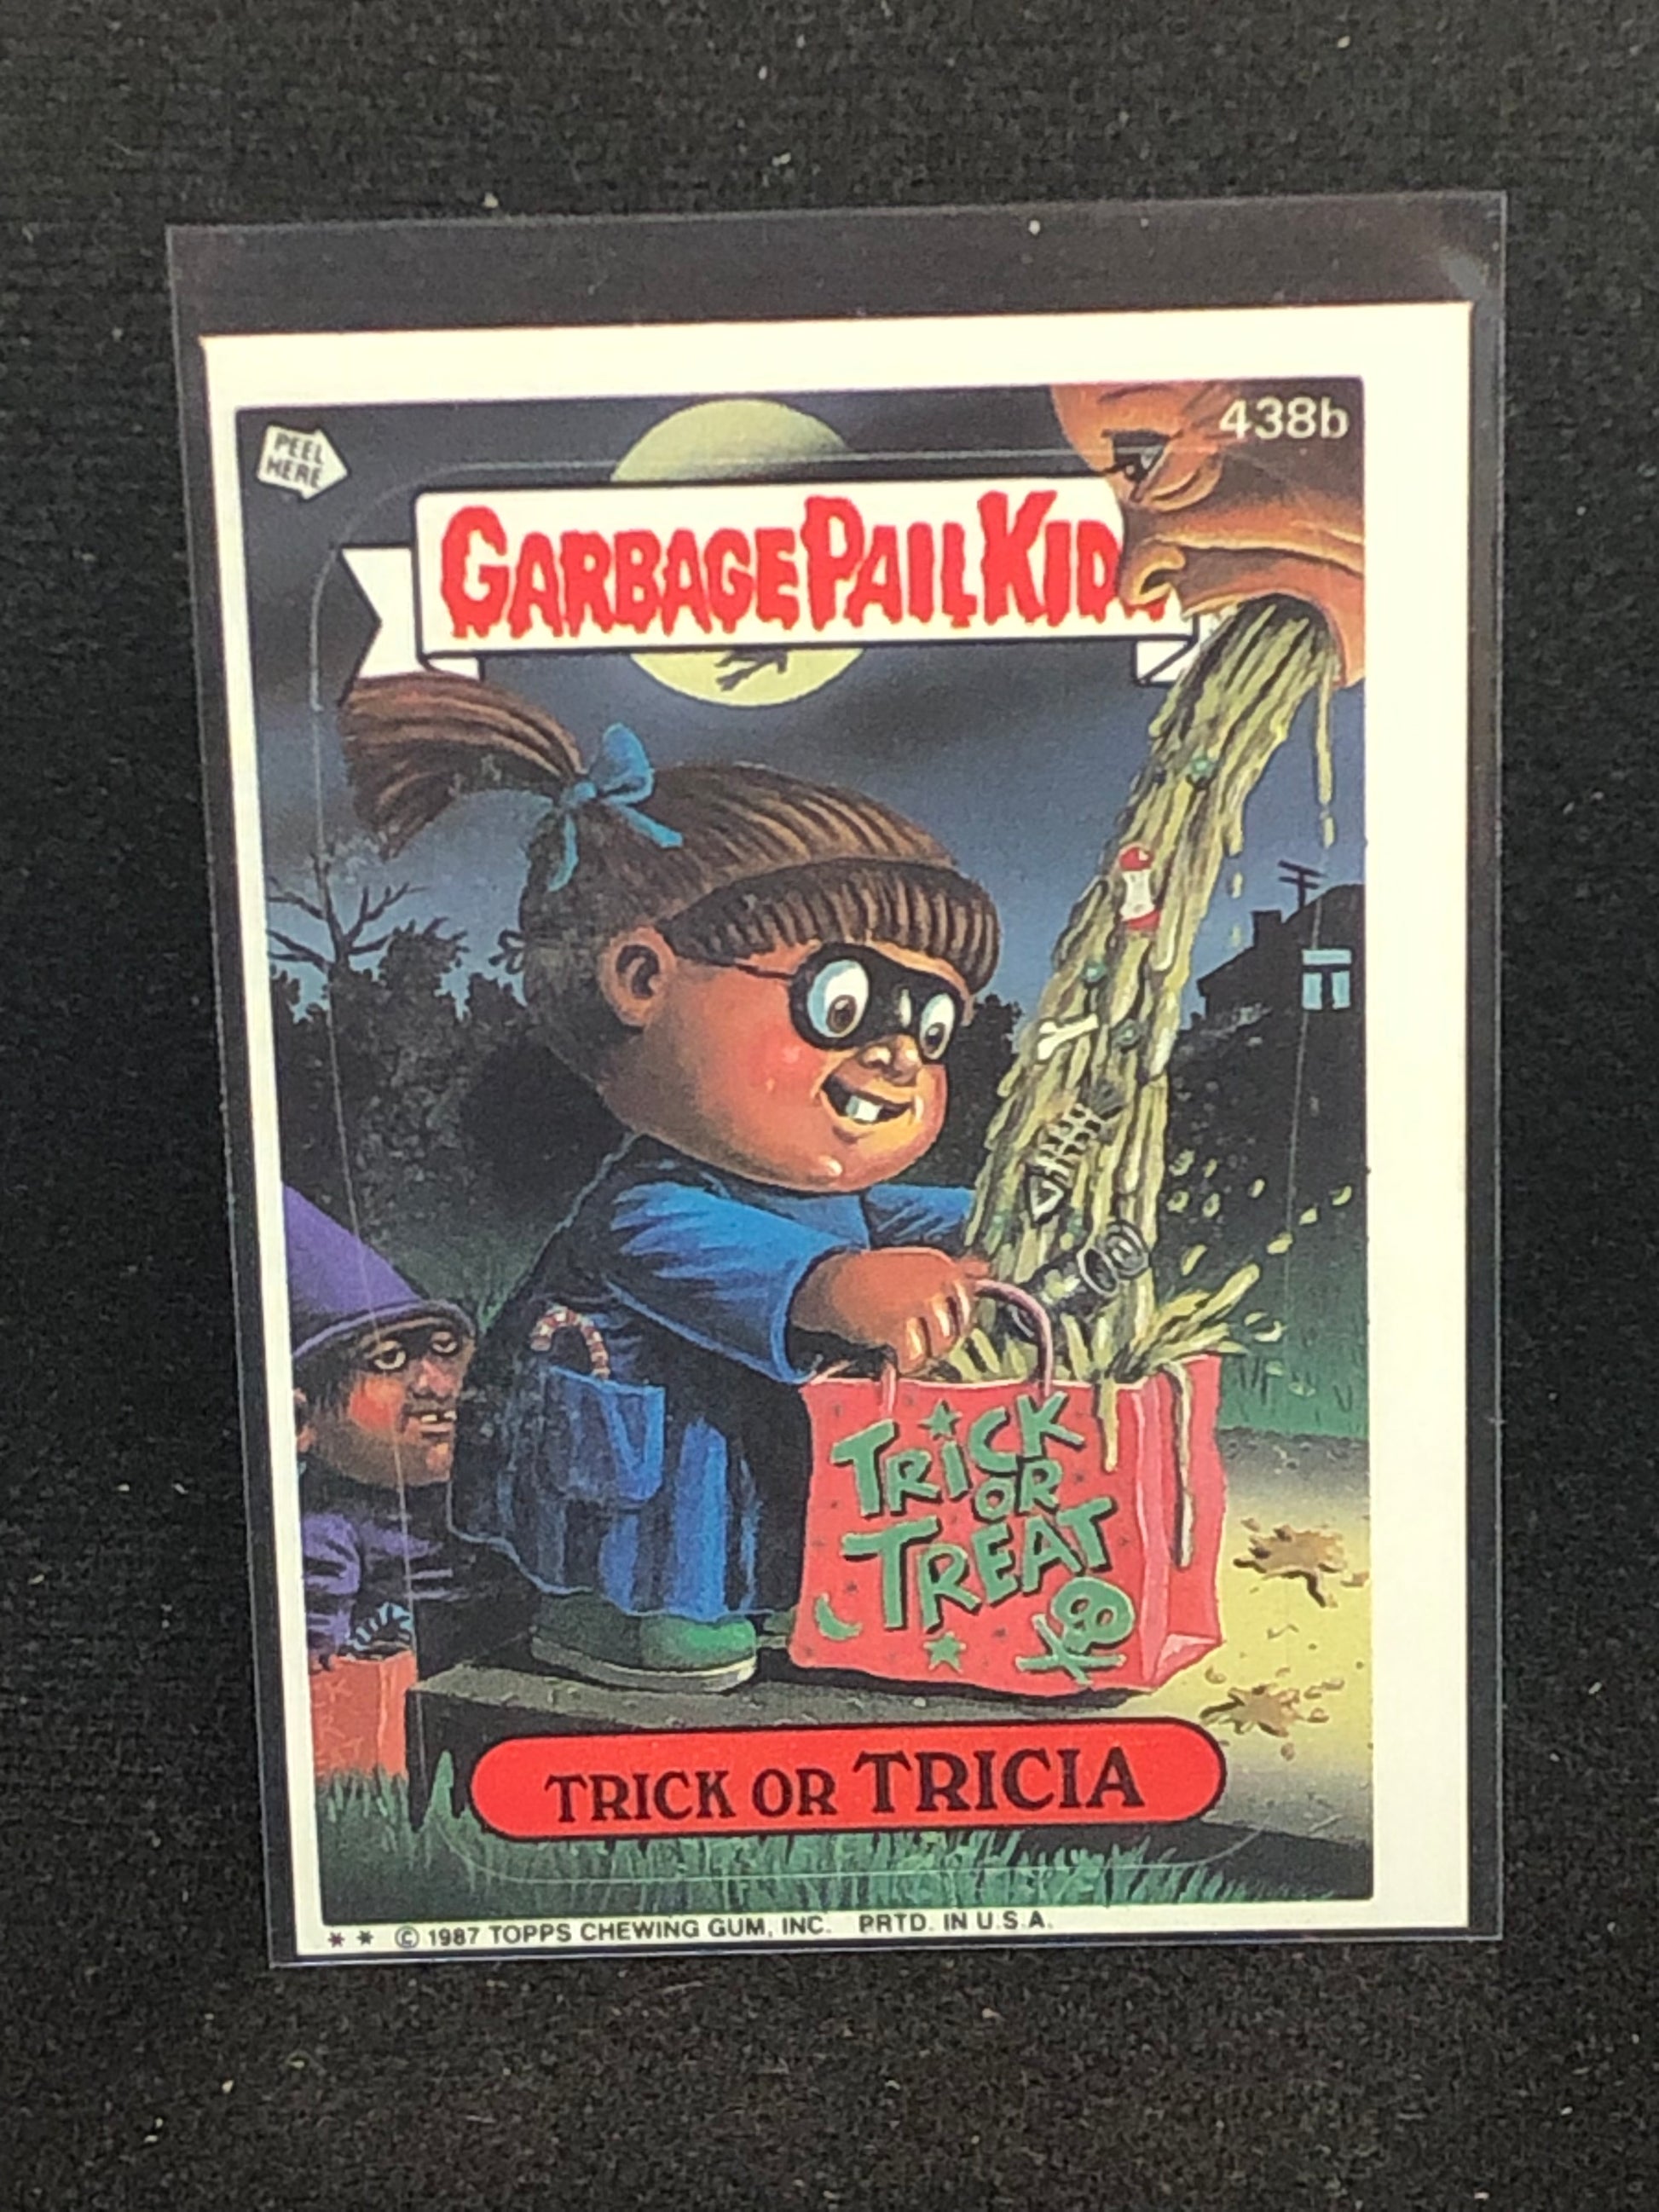 438b
PEEL
HERE
GARBAGE PAIL KID
TRICK
OR
TREAT
TRICK OR TRICIA
** © 1987 TOPPS CHEWING GUM, INC. PRTD. IN U.S.A.